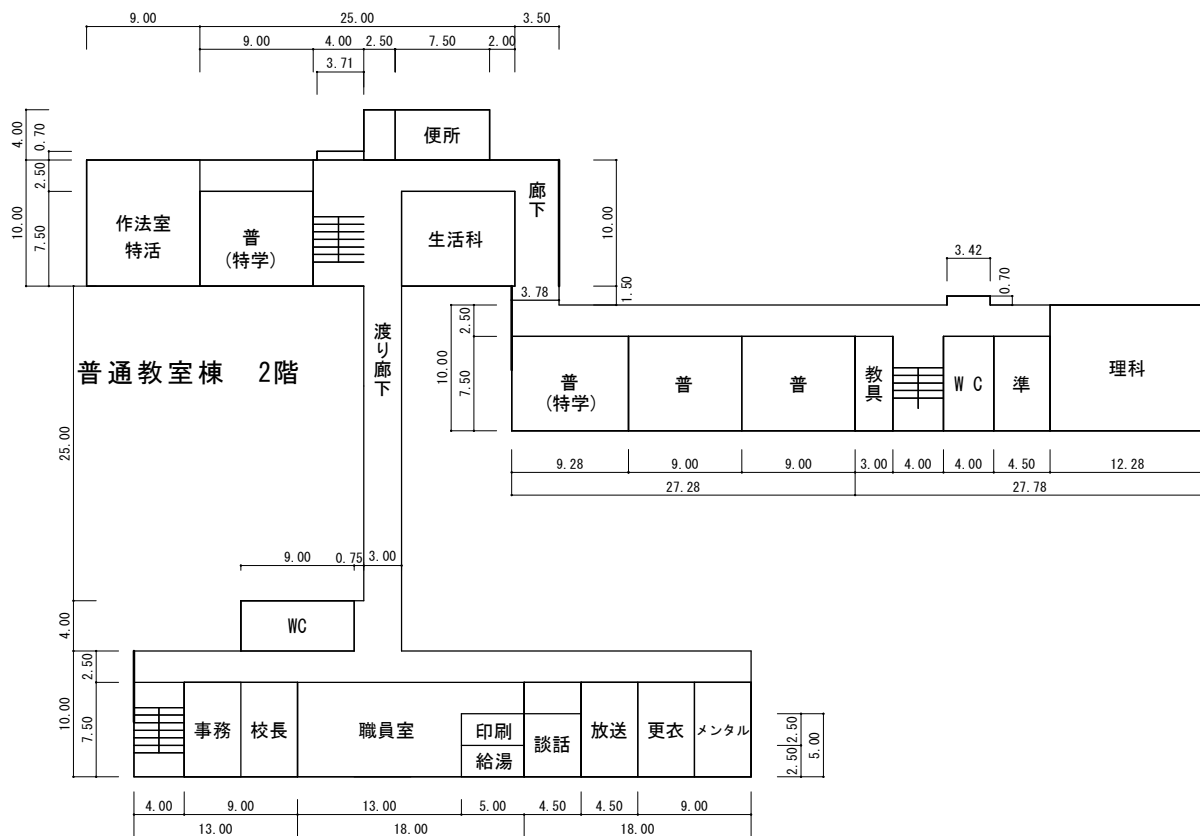 9.00 25.00 3.50
9.00 4.00 2.50 7.50 2.00
3.71
4.00
0.70
便所
2.50
10.00
7.50
作法室
特活
普
(特学)
生活科
廊下
10.00
1.50
3.42
0.70
3.78
普通教室棟 2階
渡り廊下
25.00
10.00
2.50
7.50
普
(特学)
普
普
教具
WC
準
理科
9.28 9.00 9.00 3.00 4.00 4.00 4.50 12.28
27.28 27.78
9.00 0.75 3.00
4.00
WC
2.50
10.00
7.50
事務
校長
職員室
印刷
給湯
談話
放送
更衣
メンタル
2.50
2.50
5.00
4.00 9.00 13.00 5.00 4.50 4.50 9.00
13.00 18.00 18.00